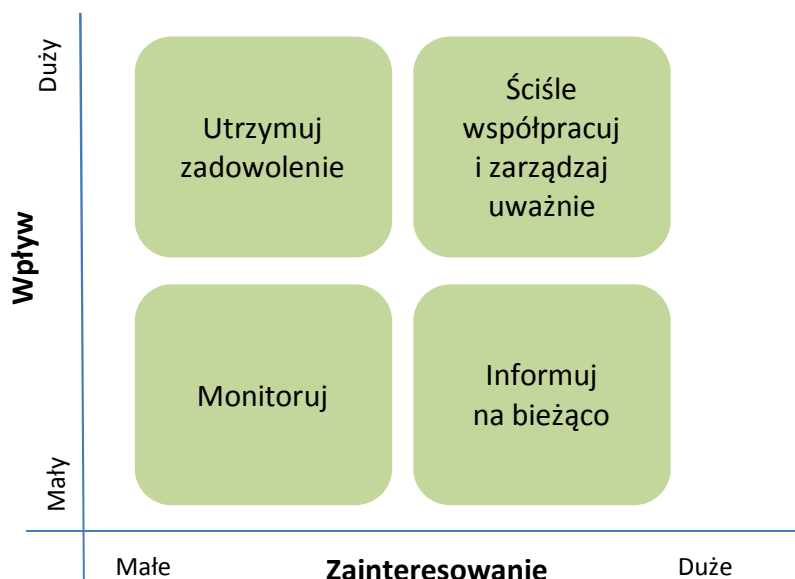 Duży
Utrzymuj
zadowolenie
Ściśle
współpracuj
i zarządzaj
uważnie
Wpływ
Monitoruj
Informuj
na bieżąco
Mały
Małe
Zainteresowanie
Duże